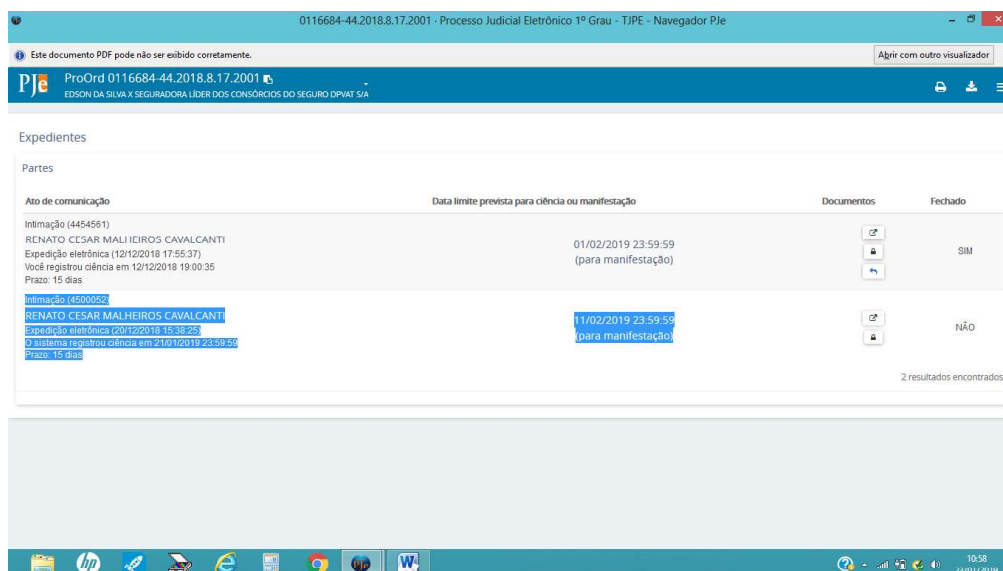 0116684-44.2018.8.17.2001 - Processo Judicial Eletrônico 1º Grau - TJPE - Navegador PJe
Este documento PDF pode não ser exibido corretamente.
Abrir com outro visualizador
PJe
ProOrd 0116684-44.2018.8.17.2001
EDSON DA SILVA X SEGURADORA LÍDER DOS CONSÓRCIOS DO SEGURO DPVAT S/A
Expedientes
Partes
Ato de comunicação Data limite prevista para ciência ou manifestação Documentos Fechado
Intimação (4454561)
RENATO CESAR MALHEIROS CAVALCANTI
Expedição eletrônica (12/12/2018 17:55:37)
Você registrou ciência em 12/12/2018 19:00:35
Prazo: 15 dias
01/02/2019 23:59:59
(para manifestação)
SIM
Intimação (4500052)
RENATO CESAR MALHEIROS CAVALCANTI
Expedição eletrônica (20/12/2018 15:38:25)
O sistema registrou ciência em 21/01/2019 23:59:59
Prazo: 15 dias
11/02/2019 23:59:59
(para manifestação)
NÃO
2 resultados encontrados
10:58
22/01/2019